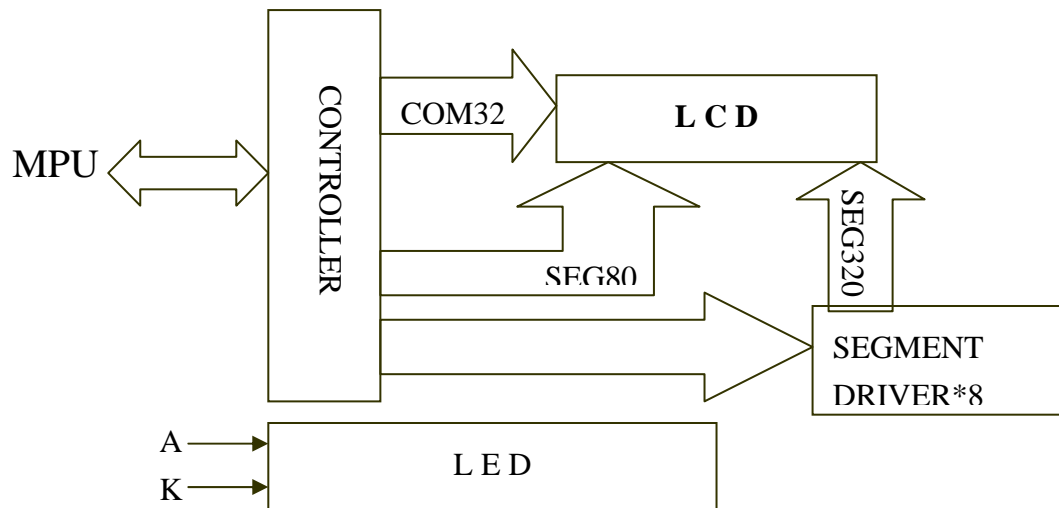 MPU
CONTROLLER
COM32
L C D
SEG80
SEG320
SEGMENT
DRIVER*8
A
K
L E D